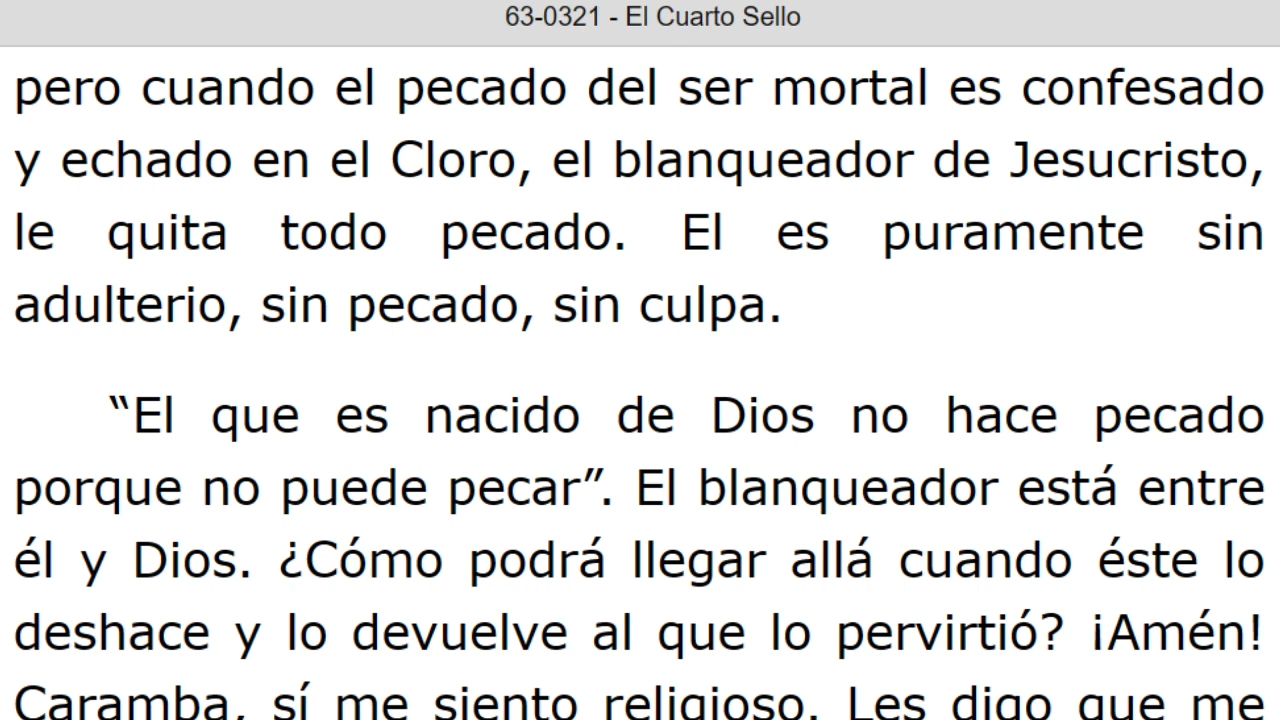 63-0321 - El Cuarto Sello
pero cuando el pecado del ser mortal es confesado
y echado en el Cloro, el blanqueador de Jesucristo,
le quita todo pecado. El es puramente sin
adulterio, sin pecado, sin culpa.
“El que es nacido de Dios no hace pecado
porque no puede pecar”. El blanqueador está entre
él y Dios. ¿Cómo podrá llegar allá cuando éste lo
deshace y lo devuelve al que lo pervirtió? ¡Amén!
Caramba, sí me siento religioso. Les digo que me